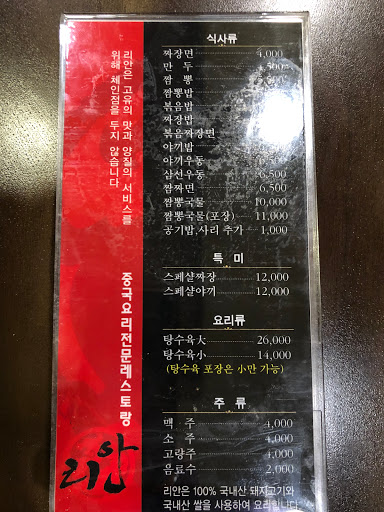 식사류
짜장면 4,000
만 두 ,500
짬 뽕
짬뽕밥
볶음밥
짜장밥
볶음짜장면
야끼밥
야끼우동 6,500
삼선우동 6,500
짬짜면 6,500
짬뽕국물 10,000
짬뽕국물(포장) 11,000
공기밥,사리 추가 1,000
특 미
스페샬짜장 12,000
스페샬야끼 12,000
요리류
탕수육大 26,000
탕수육小 14,000
(탕수육 포장은 小만 가능)
주 류
맥 주 4,000
소 주 4,000
고량주 4,000
음료수 2,000
리안은 100% 국내산 돼지고기와
국내산 쌀을 사용하여 요리합니다
리안은 고유의 맛과 양질의 서비스를
위해 체인점을 두지 않습니다
중국요리전문레스토랑
리안